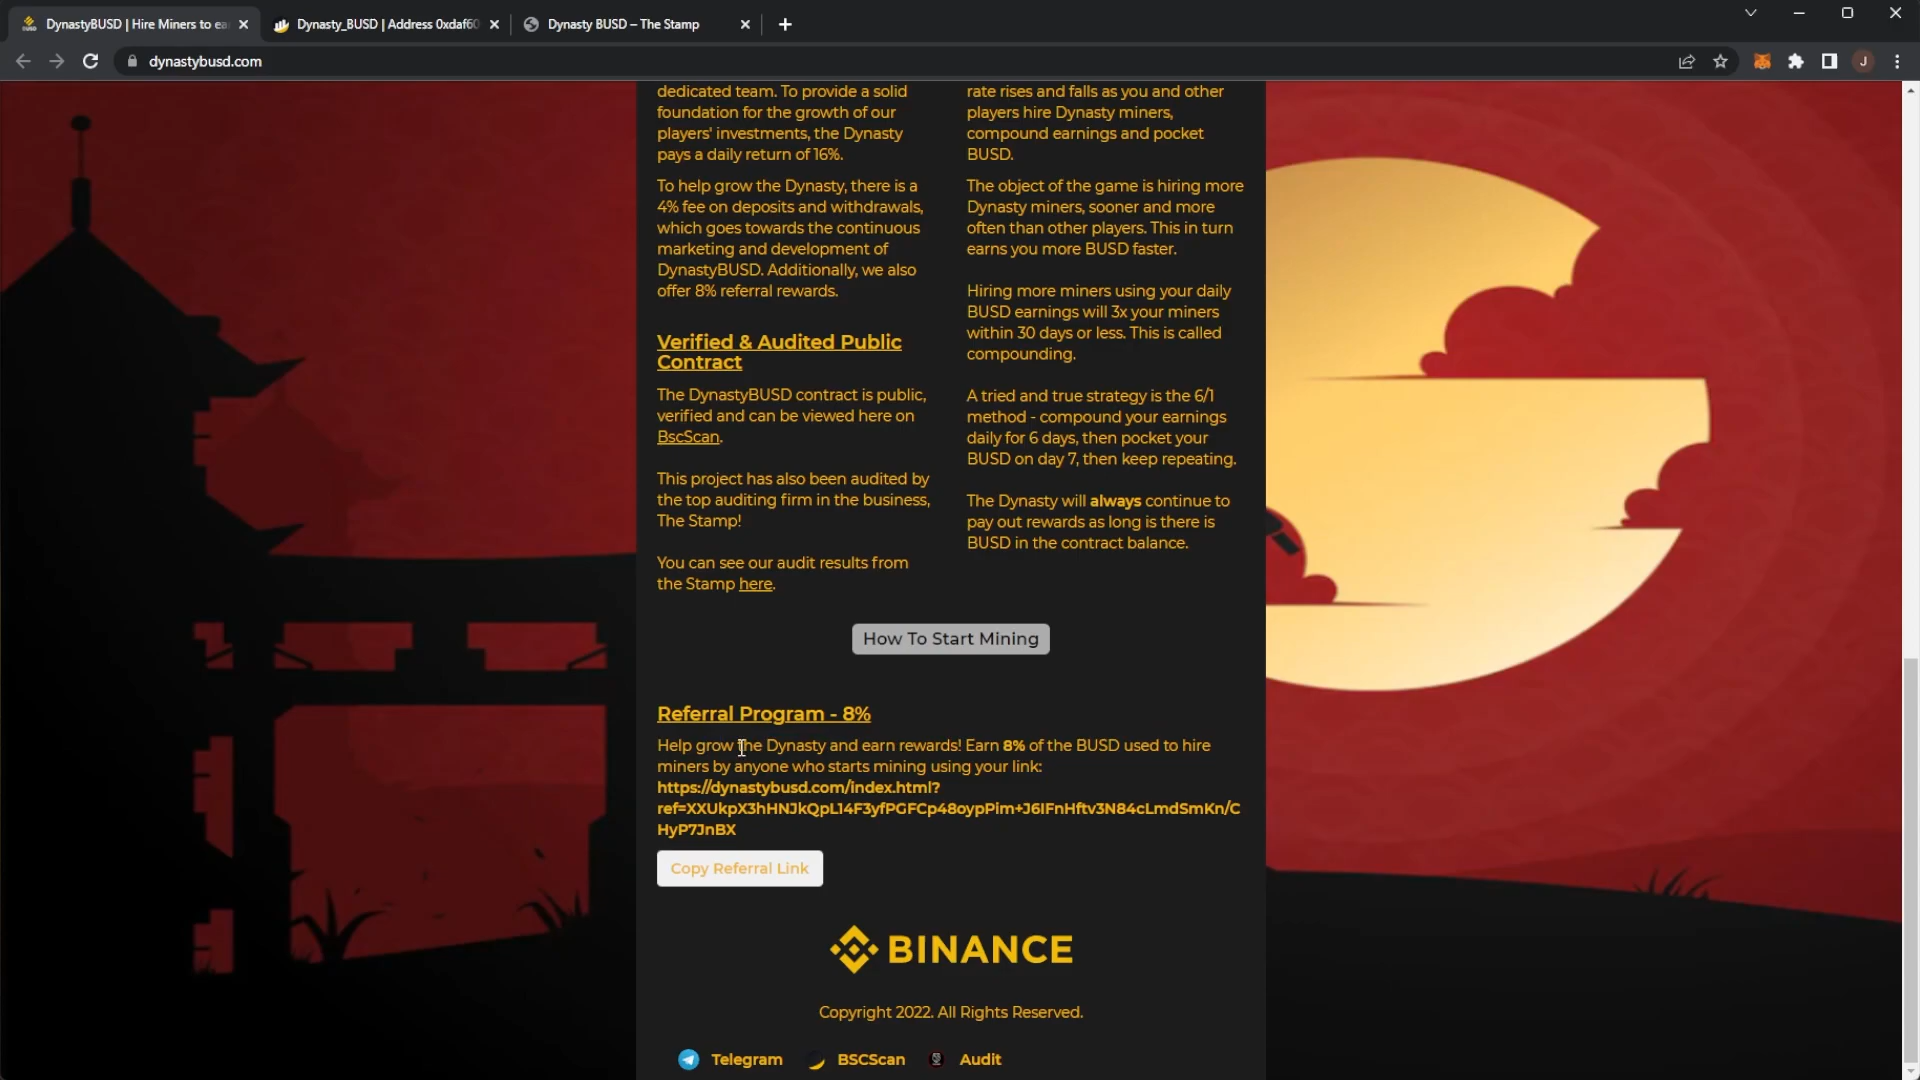 DynastyBUSD | Hire Miners to ea
Dynasty_BUSD | Address 0xdaf60
Dynasty BUSD – The Stamp
dynastybusd.com
J
dedicated team. To provide a solid
foundation for the growth of our
players' investments, the Dynasty
pays a daily return of 16%.
To help grow the Dynasty, there is a
4% fee on deposits and withdrawals,
which goes towards the continuous
marketing and development of
DynastyBUSD. Additionally, we also
offer 8% referral rewards.
Verified & Audited Public
Contract
The DynastyBUSD contract is public,
verified and can be viewed here on
BscScan.
This project has also been audited by
the top auditing firm in the business,
The Stamp!
You can see our audit results from
the Stamp here.
rate rises and falls as you and other
players hire Dynasty miners,
compound earnings and pocket
BUSD.
The object of the game is hiring more
Dynasty miners, sooner and more
often than other players. This in turn
earns you more BUSD faster.
Hiring more miners using your daily
BUSD earnings will 3x your miners
within 30 days or less. This is called
compounding.
A tried and true strategy is the 6/1
method - compound your earnings
daily for 6 days, then pocket your
BUSD on day 7, then keep repeating.
The Dynasty will always continue to
pay out rewards as long is there is
BUSD in the contract balance.
How To Start Mining
Referral Program - 8%
Help grow the Dynasty and earn rewards! Earn 8% of the BUSD used to hire
miners by anyone who starts mining using your link:
https://dynastybusd.com/index.html?
ref=XXUkpX3hHNJkQpL14F3yfPGFCp48oypPim+J6IFnHftv3N84cLmdSmKn/C
HyP7JnBX
Copy Referral Link
BINANCE
Copyright 2022. All Rights Reserved.
Telegram BSCScan Audit